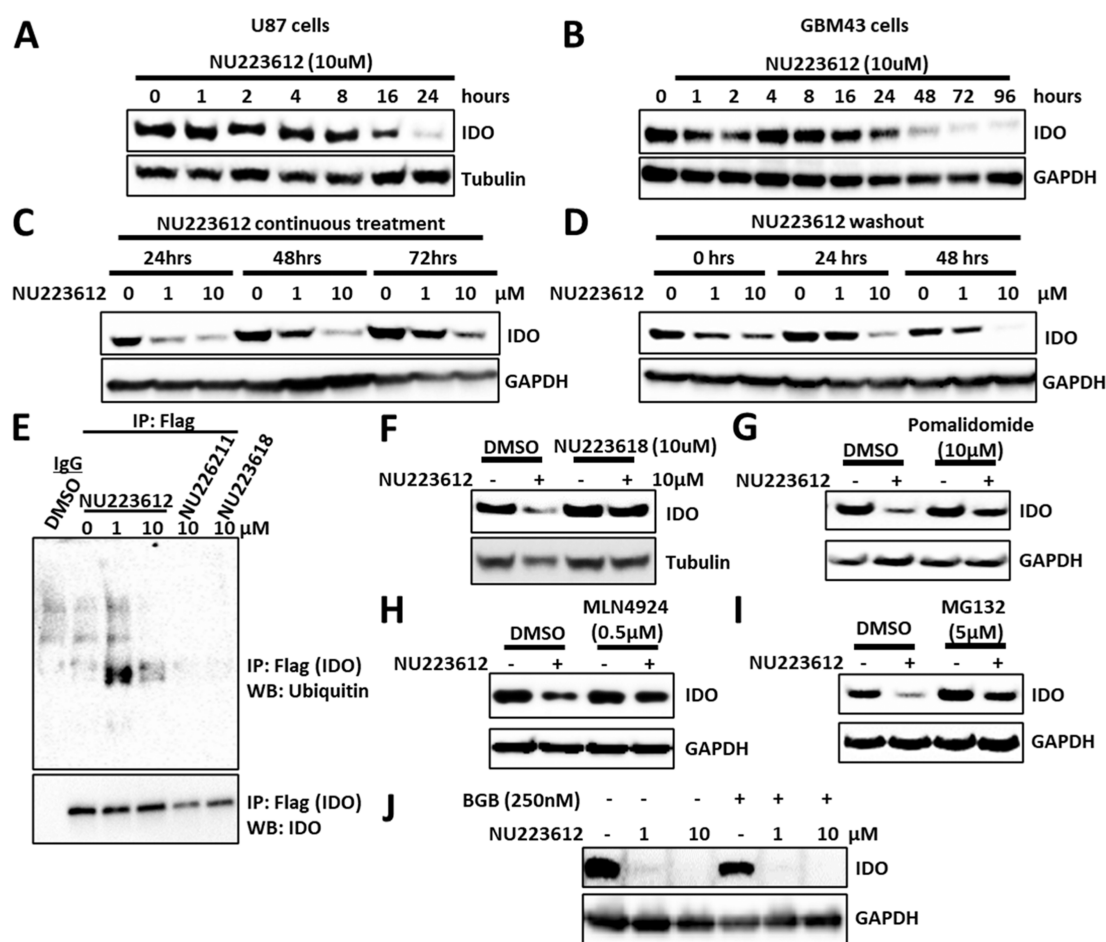 A
U87 cells
NU223612 (10uM)
0 1 2 4 8 16 24 hours
IDO
Tubulin
B
GBM43 cells
NU223612 (10uM)
0 1 2 4 8 16 24 48 72 96 hours
IDO
GAPDH
C
NU223612 continuous treatment
24hrs 48hrs 72hrs
NU223612 0 1 10 0 1 10 0 1 10 μM
IDO
GAPDH
D
NU223612 washout
0 hrs 24 hrs 48 hrs
NU223612 0 1 10 0 1 10 0 1 10 μM
IDO
GAPDH
E
IP: Flag
IgG
DMSO
NU223612
NU226211
NU223618
0 1 10 10 10 μM
IP: Flag (IDO)
WB: Ubiquitin
IP: Flag (IDO)
WB: IDO
F
DMSO NU223618 (10uM)
NU223612 - + - + 10μM
IDO
Tubulin
G
Pomalidomide
DMSO (10μM)
NU223612 - + - +
IDO
GAPDH
H
MLN4924
DMSO (0.5μM)
NU223612 - + - +
IDO
GAPDH
I
MG132
DMSO (5μM)
NU223612 - + - +
IDO
GAPDH
J
BGB (250nM) - - - + + +
NU223612 - 1 10 - 1 10 μM
IDO
GAPDH